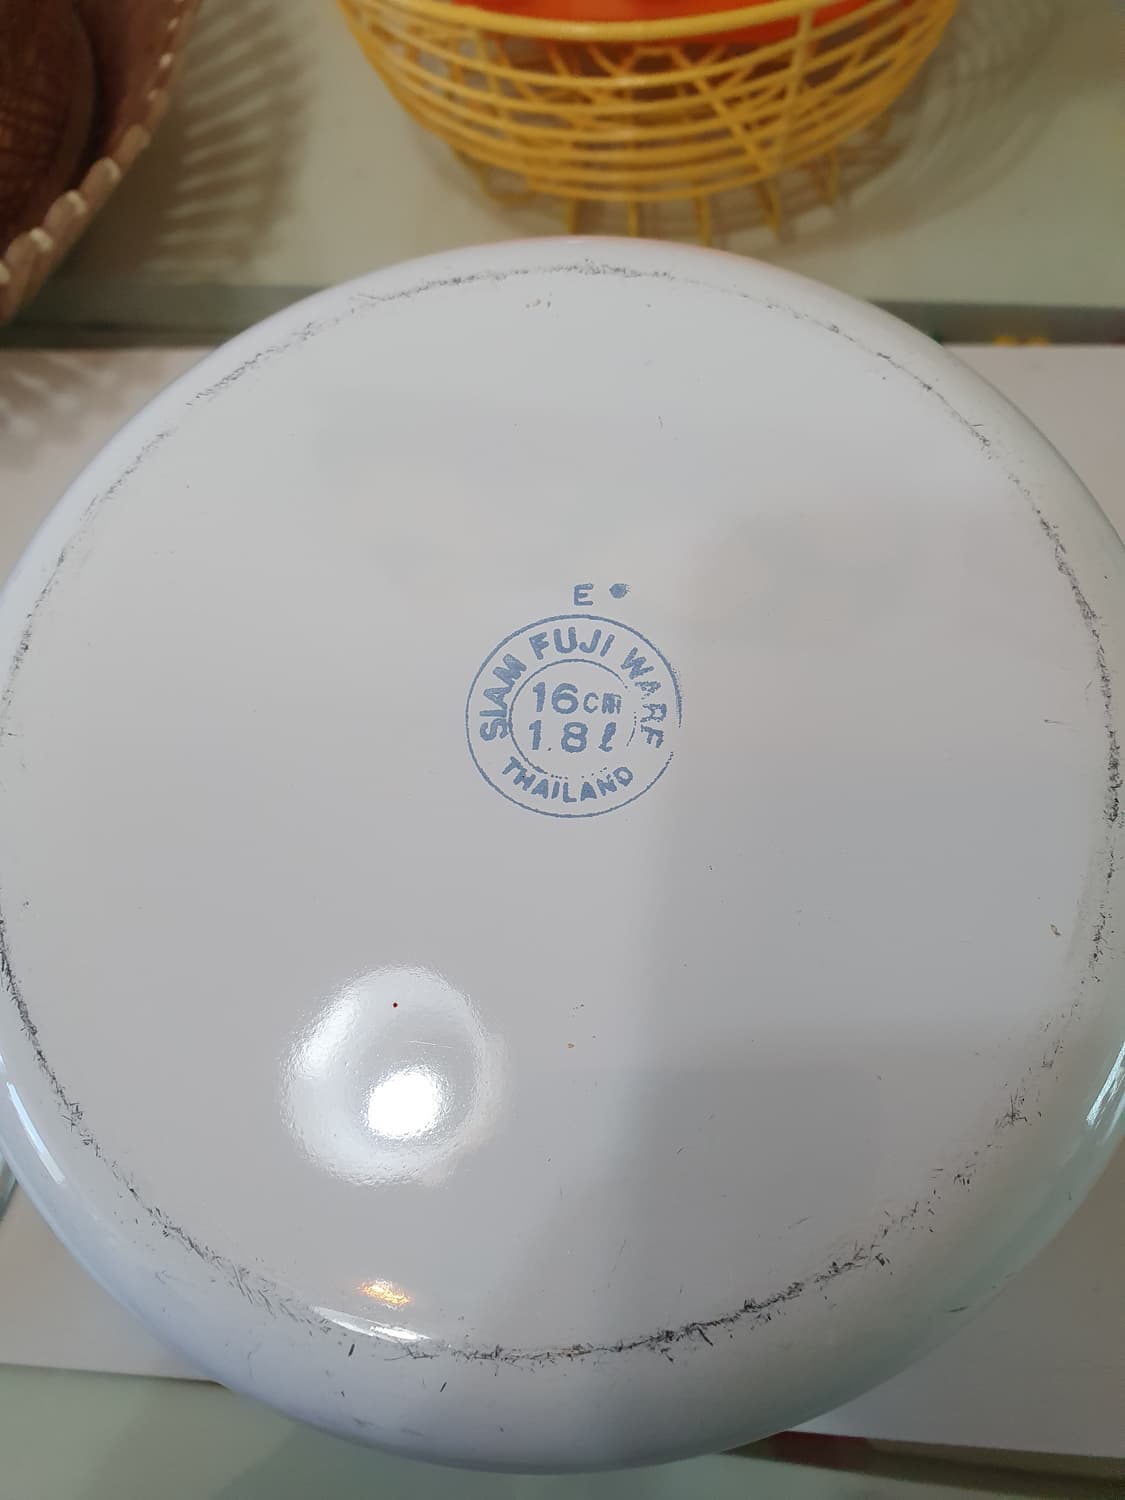 E
SIAM FUJI WARE
16cm
1.8ℓ
THAILAND